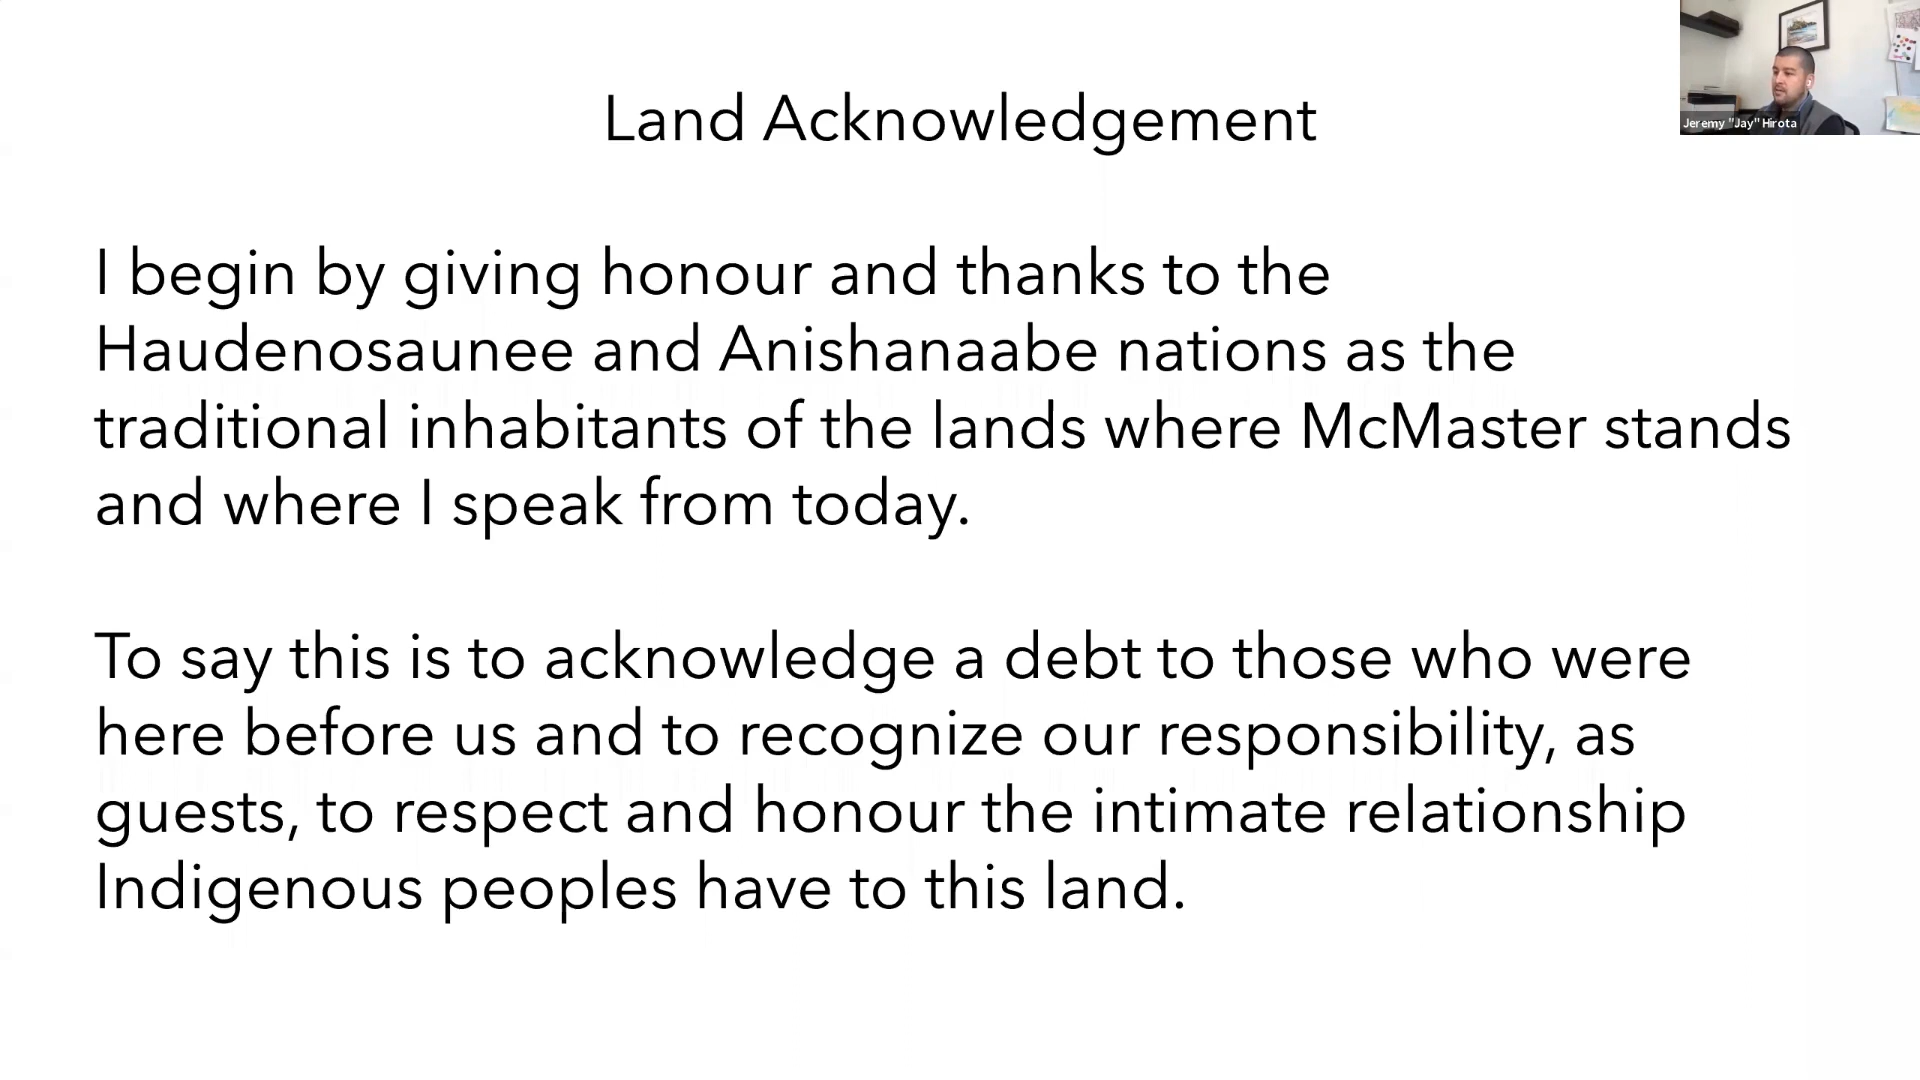 Land Acknowledgement
Jeremy "Jay" Hirota
I begin by giving honour and thanks to the
Haudenosaunee and Anishanaabe nations as the
traditional inhabitants of the lands where McMaster stands
and where I speak from today.
To say this is to acknowledge a debt to those who were
here before us and to recognize our responsibility, as
guests, to respect and honour the intimate relationship
Indigenous peoples have to this land.